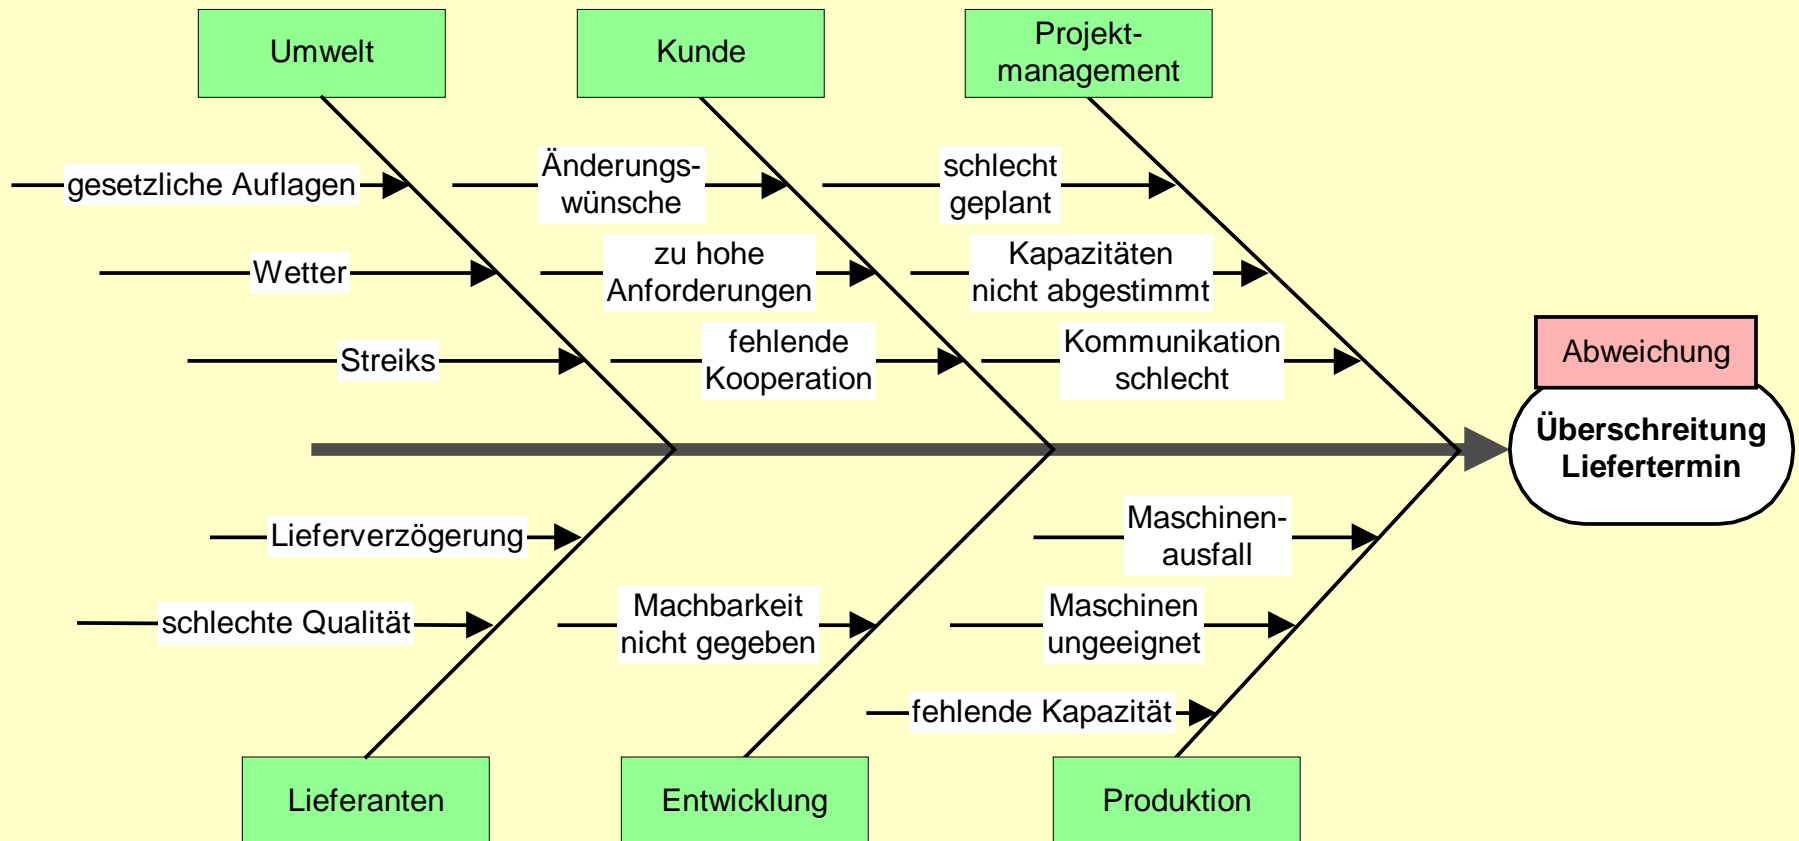 Umwelt
Kunde
Projekt-
management
gesetzliche Auflagen
Änderungs-
wünsche
schlecht
geplant
Wetter
zu hohe
Anforderungen
Kapazitäten
nicht abgestimmt
Streiks
fehlende
Kooperation
Kommunikation
schlecht
Abweichung
Überschreitung
Liefertermin
Lieferverzögerung
Maschinen-
ausfall
schlechte Qualität
Machbarkeit
nicht gegeben
Maschinen
ungeeignet
fehlende Kapazität
Lieferanten
Entwicklung
Produktion